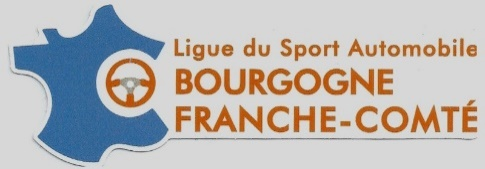 Ligue du Sport Automobile
BOURGOGNE
FRANCHE-COMTÉ